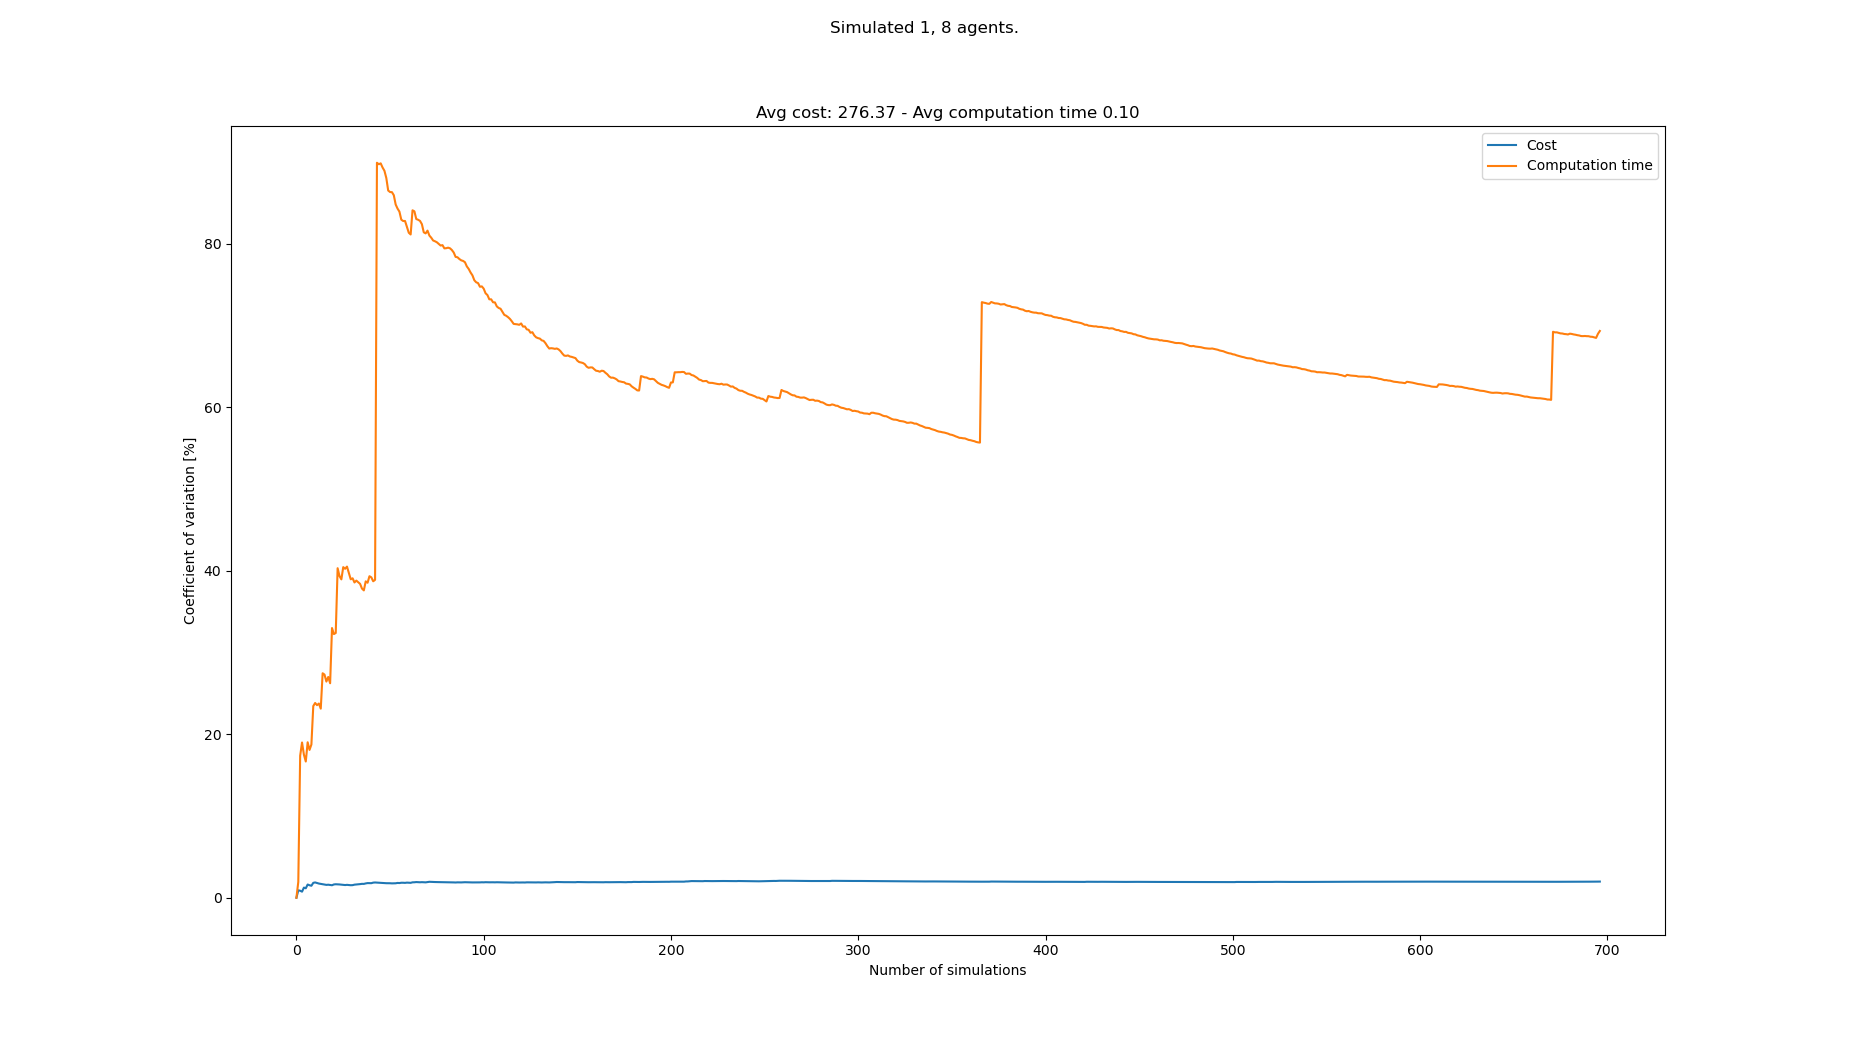 Simulated 1, 8 agents.
Avg cost: 276.37 - Avg computation time 0.10
Cost
Computation time
80
60
40
20
0
Coefficient of variation [%]
0 100 200 300 400 500 600 700
Number of simulations